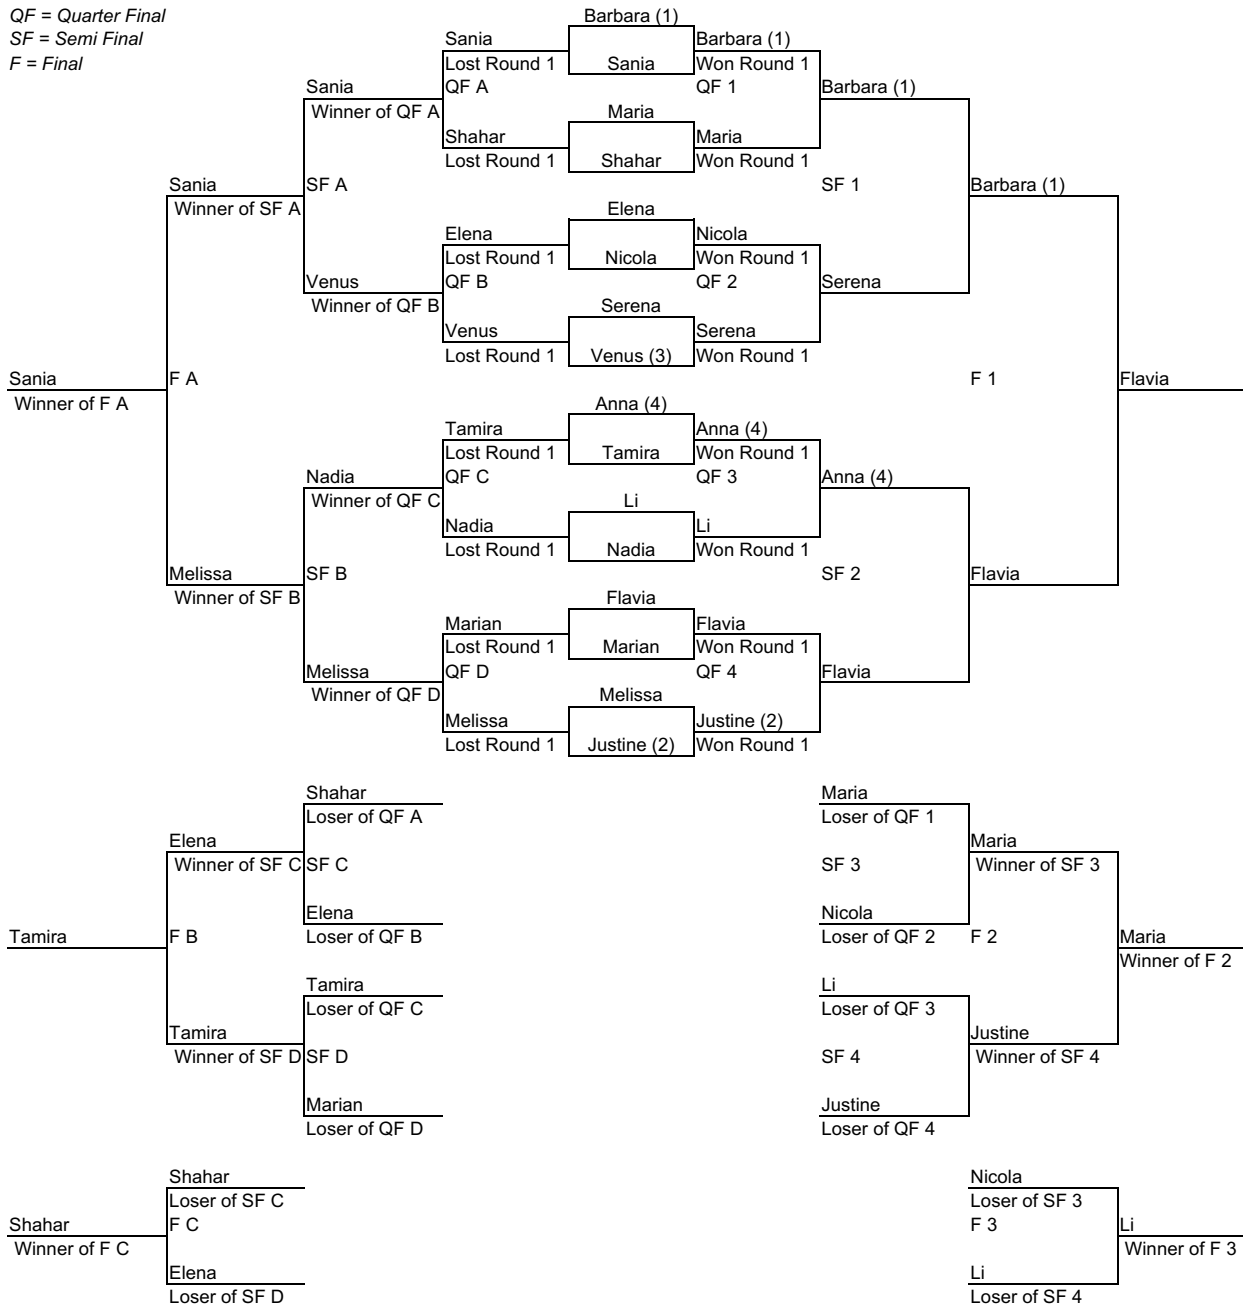 QF = Quarter Final
SF = Semi Final
F = Final
Barbara (1)
Sania
Barbara (1)
Lost Round 1
Sania
Won Round 1
Sania
QF A
QF 1
Barbara (1)
Winner of QF A
Maria
Shahar
Maria
Lost Round 1
Shahar
Won Round 1
Sania
SF A
SF 1
Barbara (1)
Winner of SF A
Elena
Elena
Nicola
Lost Round 1
Nicola
Won Round 1
Venus
QF B
QF 2
Serena
Winner of QF B
Serena
Venus
Serena
Lost Round 1
Venus (3)
Won Round 1
Sania
F A
F 1
Flavia
Winner of F A
Anna (4)
Tamira
Anna (4)
Lost Round 1
Tamira
Won Round 1
Nadia
QF C
QF 3
Anna (4)
Winner of QF C
Li
Nadia
Li
Lost Round 1
Nadia
Won Round 1
Melissa
SF B
SF 2
Flavia
Winner of SF B
Flavia
Marian
Flavia
Lost Round 1
Marian
Won Round 1
Melissa
QF D
QF 4
Flavia
Winner of QF D
Melissa
Melissa
Justine (2)
Lost Round 1
Justine (2)
Won Round 1
Shahar
Maria
Loser of QF A
Loser of QF 1
Elena
Maria
Winner of SF C
SF C
SF 3
Winner of SF 3
Elena
Nicola
Tamira
F B
Loser of QF B
Loser of QF 2
F 2
Maria
Winner of F 2
Tamira
Li
Loser of QF C
Loser of QF 3
Tamira
Justine
Winner of SF D
SF D
SF 4
Winner of SF 4
Marian
Justine
Loser of QF D
Loser of QF 4
Shahar
Nicola
Loser of SF C
Loser of SF 3
Shahar
F C
F 3
Li
Winner of F C
Winner of F 3
Elena
Li
Loser of SF D
Loser of SF 4